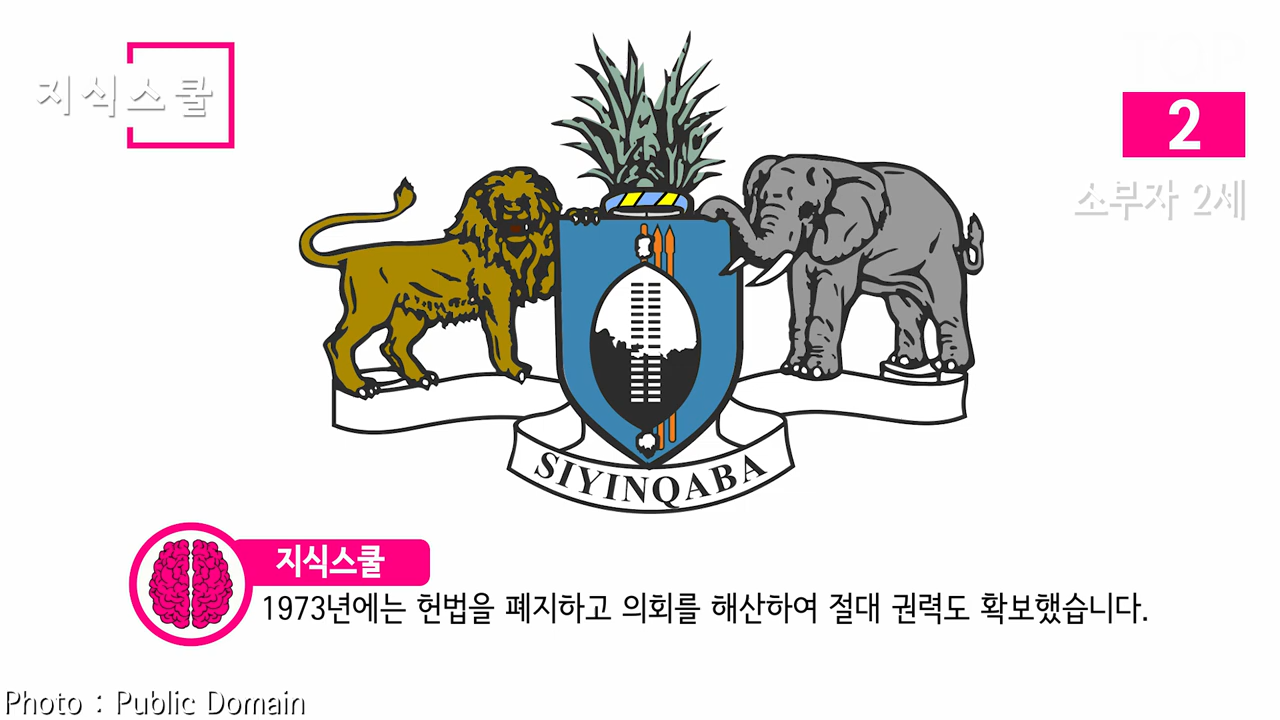 지식스쿨
TOP
2
소부자 2세
SIYINQABA
지식스쿨
1973년에는 헌법을 폐지하고 의회를 해산하여 절대 권력도 확보했습니다.
Photo : Public Domain